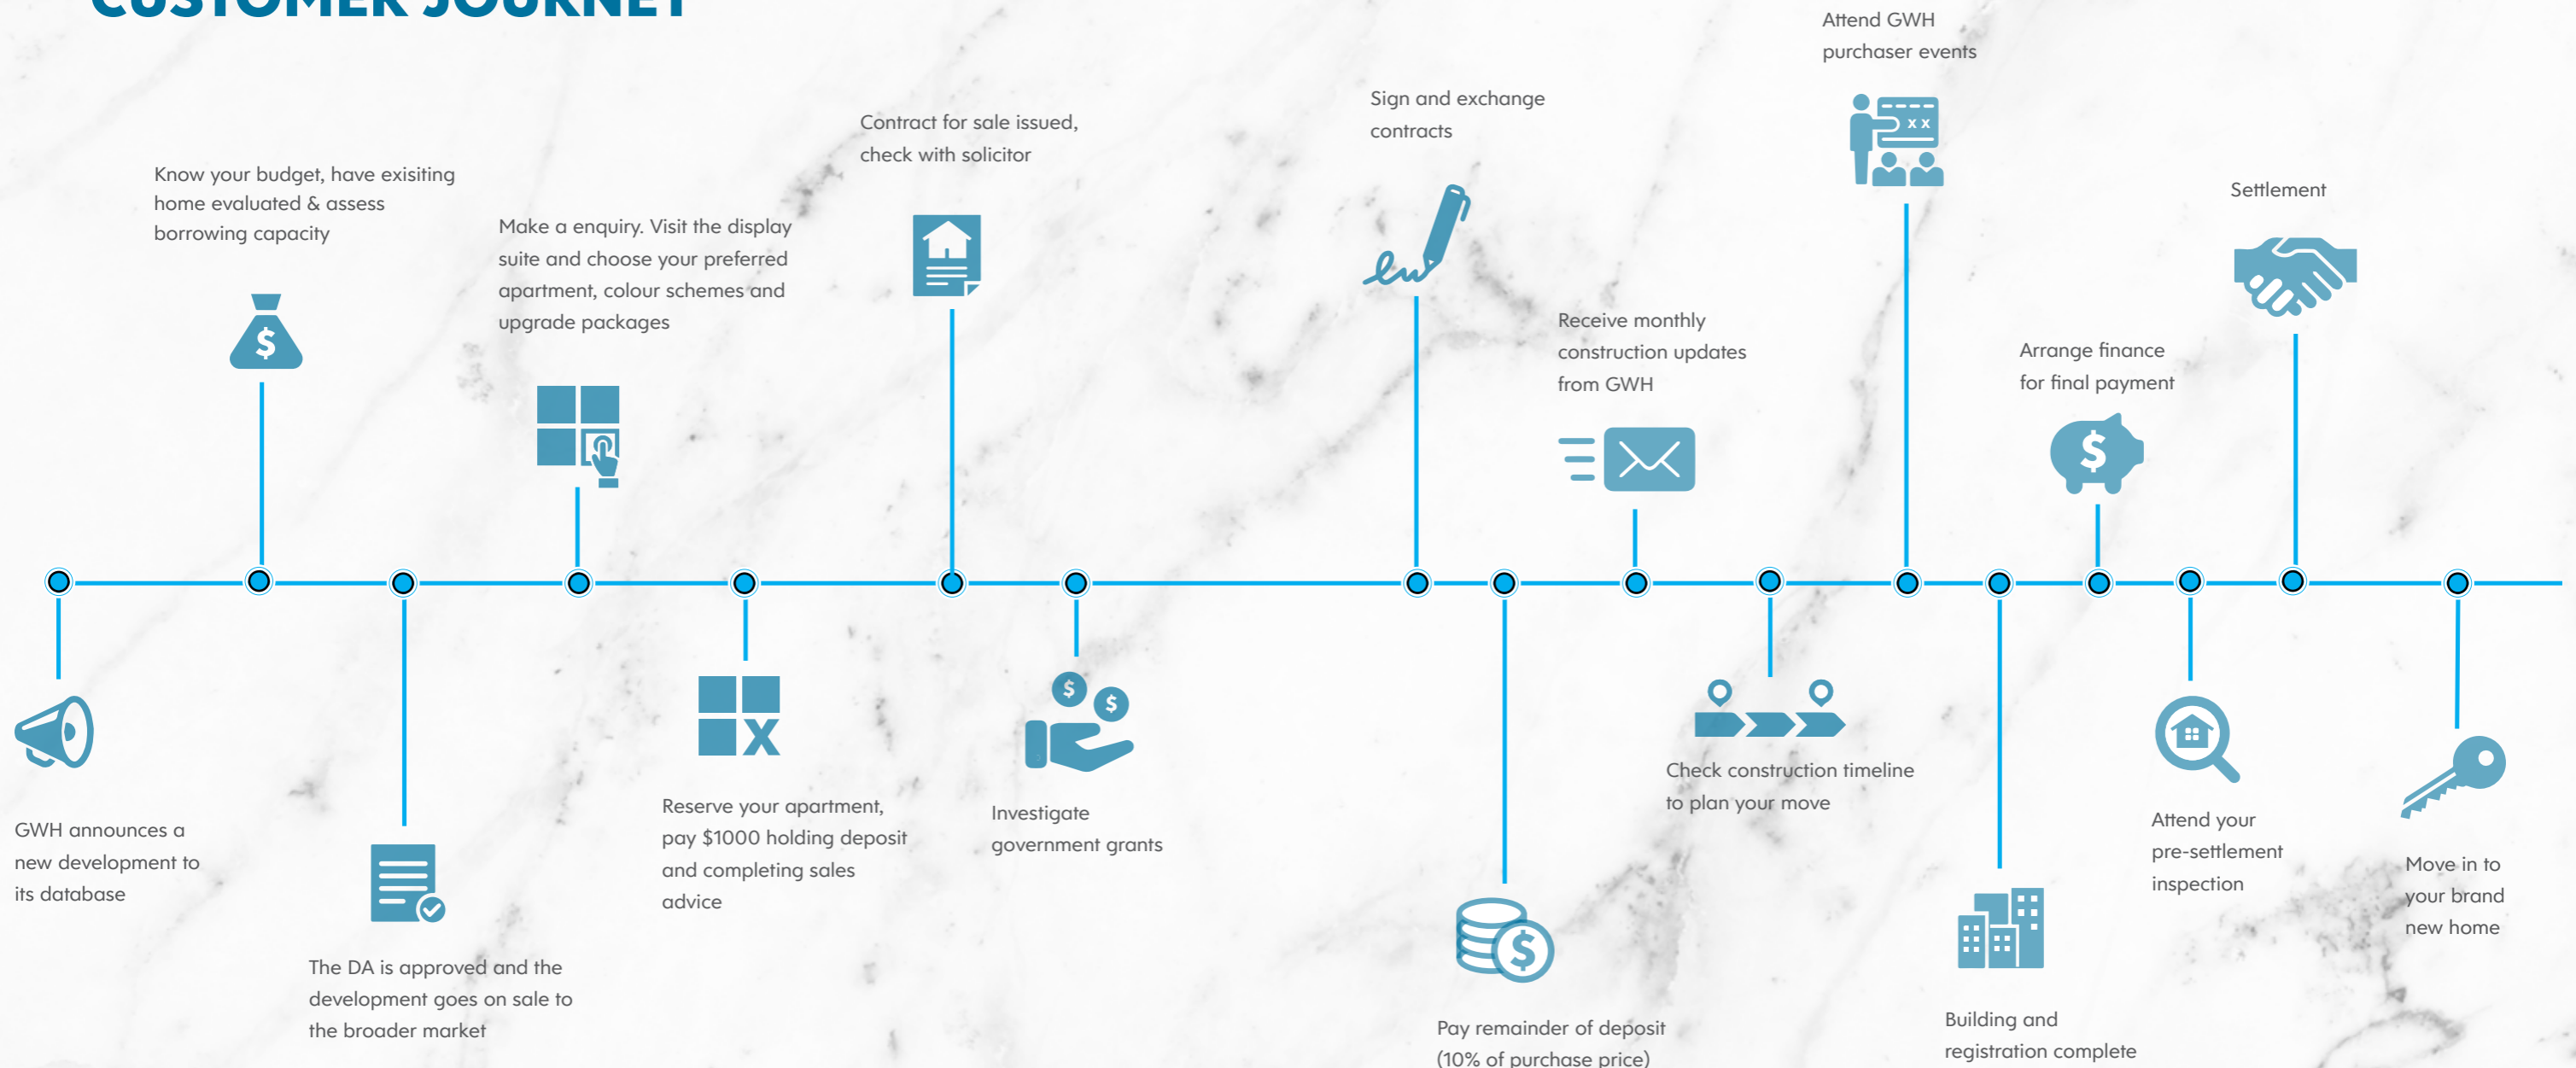 CUSTOMER JOURNEY
GWH announces a
new development to
its database
Know your budget, have exisiting
home evaluated & assess
borrowing capacity
$
The DA is approved and the
development goes on sale to
the broader market
Make a enquiry. Visit the display
suite and choose your preferred
apartment, colour schemes and
upgrade packages
X
Reserve your apartment,
pay $1000 holding deposit
and completing sales
advice
Contract for sale issued,
check with solicitor
$ $
Investigate
government grants
Sign and exchange
contracts
$
Pay remainder of deposit
(10% of purchase price)
Receive monthly
construction updates
from GWH
Check construction timeline
to plan your move
Attend GWH
purchaser events
x x
Building and
registration complete
Arrange finance
for final payment
$
Attend your
pre-settlement
inspection
Settlement
Move in to
your brand
new home